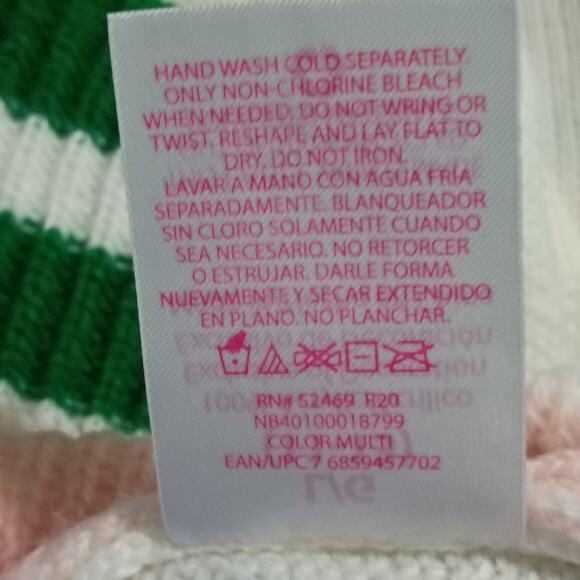 HAND WASH COLD SEPARATELY.
ONLY NON-CHLORINE BLEACH
WHEN NEEDED. DO NOT WRING OR
TWIST. RESHAPE AND LAY FLAT TO
DRY. DO NOT IRON.
LAVAR A MANO CON AGUA FRÍA
SEPARADAMENTE. BLANQUEADOR
SIN CLORO SOLAMENTE CUANDO
SEA NECESARIO. NO RETORCER
O ESTRUJAR. DARLE FORMA
NUEVAMENTE Y SECAR EXTENDIDO
EN PLANO. NO PLANCHAR.
RN# 52469 R20
NB40100018799
COLOR MULTI
EAN/UPC 7 6859457702
L/G